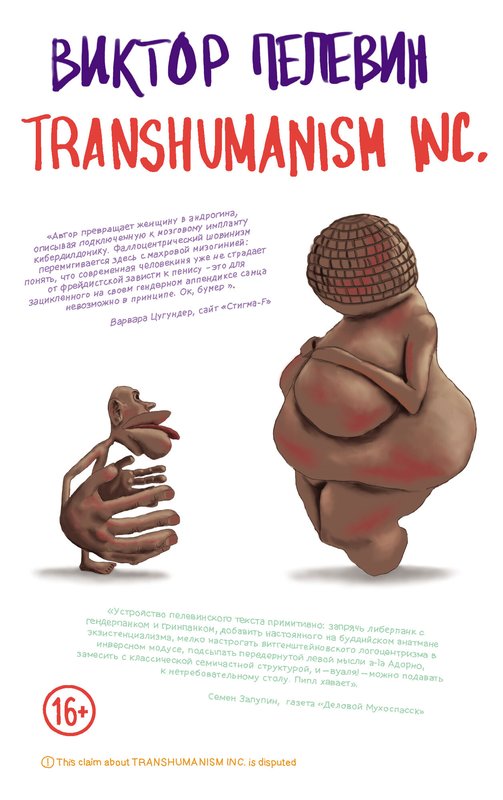 ВИКТОР ПЕЛЕВИН
TRANSHUMANISM INC.
«Автор превращает женщину в андрогина,
описывая подключенную к мозговому импланту
кибердилдонику. Фаллоцентрический шовинизм
перемигивается здесь с махровой мизогинией:
понять, что современная человекиня уже не страдает
от фрейдистской зависти к пенису – это для
зацикленного на своем гендерном аппендиксе самца
невозможно в принципе. Ок, бумер ».
Варвара Цугундер, сайт «Стигма-F»
«Устройство пелевинского текста примитивно: запрячь либерпанк с
гендерпанком и гринпанком, добавить настоянного на буддийском внатмане
экзистенциализма, мелко настрогать витгенштейновского логоцентризма в
инверсном модусе, подсыпать передернутой левой мысли a-la Адорно,
замесить с классической семичастной структурой, и — вуаля! — можно подавать
к нетребовательному столу. Пипл хавает».
Семен Залупин, газета «Деловой Мухоспасск»
16+
! This claim about TRANSHUMANISM INC. is disputed